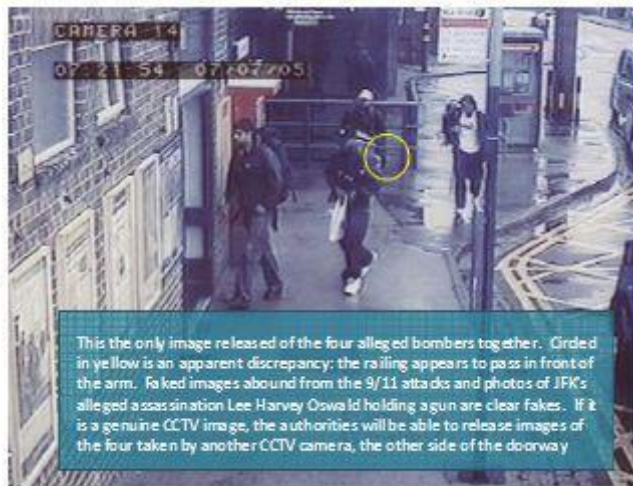 CAMERA 14
07:21:54 07/07/05
This the only image released of the four alleged bombers together. Circled
in yellow is an apparent discrepancy: the railing appears to pass in front of
the arm. Faked images abound from the 9/11 attacks and photos of JFK's
alleged assassination Lee Harvey Oswald holding a gun are clear fakes. If it
is a genuine CCTV image, the authorities will be able to release images of
the four taken by another CCTV camera, the other side of the doorway